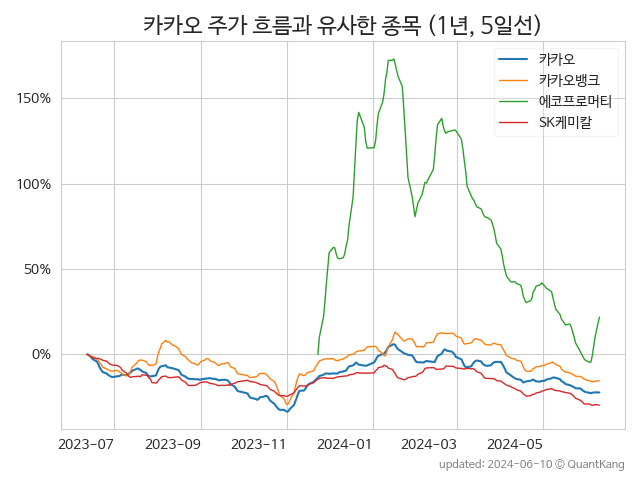 카카오 주가 흐름과 유사한 종목 (1년, 5일선)
카카오
카카오뱅크
에코프로머티
SK케미칼
150%
100%
50%
0%
2023-07 2023-09 2023-11 2024-01 2024-03 2024-05
updated: 2024-06-10 © QuantKang